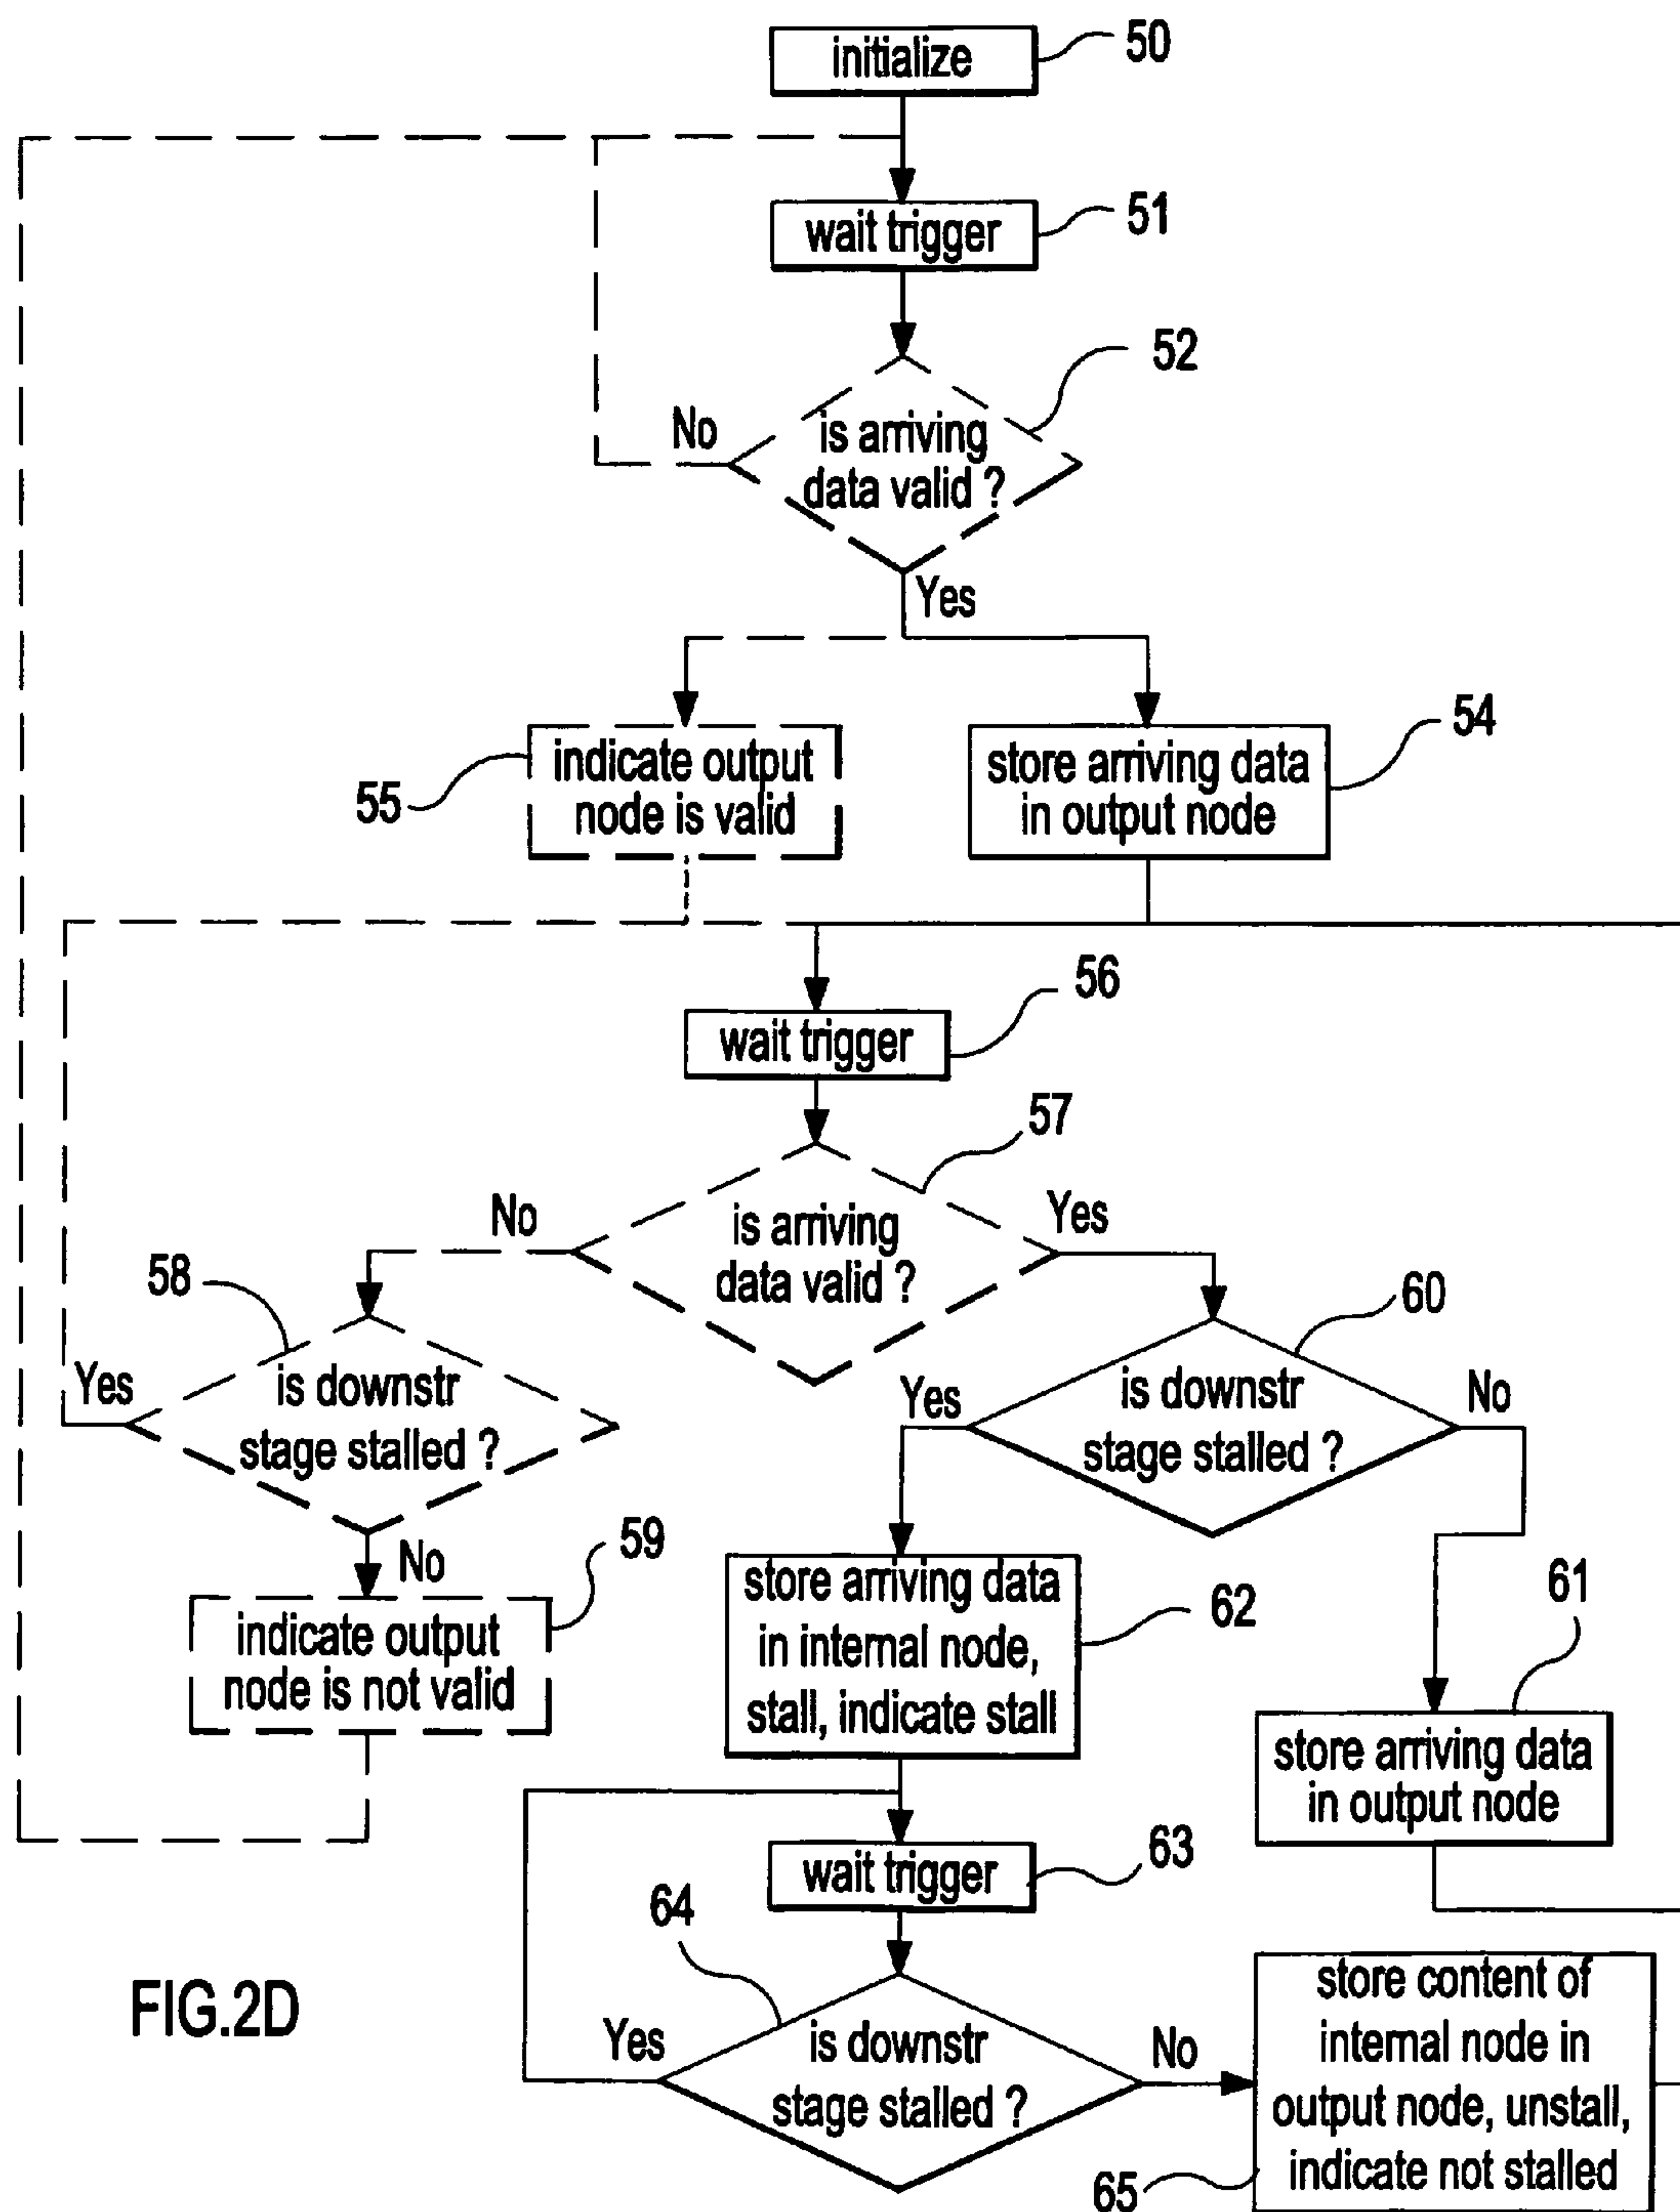 initialize
50
wait trigger
51
52
No
is arriving
data valid ?
Yes
indicate output
node is valid
55
store arriving data
in output node
54
wait trigger
56
57
No
is arriving
data valid ?
Yes
58
Yes
is downstr
stage stalled ?
No
60
Yes
is downstr
stage stalled ?
No
indicate output
node is not valid
59
store arriving data
in internal node,
stall, indicate stall
62
61
store arriving data
in output node
wait trigger
63
64
Yes
is downstr
stage stalled ?
No
store content of
internal node in
output node, unstall,
indicate not stalled
65
FIG.2D